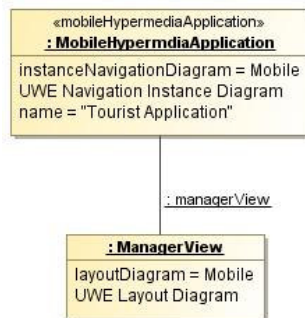 «mobileHypermediaApplication»
: MobileHypermdiaApplication
instanceNavigationDiagram = Mobile
UWE Navigation Instance Diagram
name = "Tourist Application"
: managerView
: ManagerView
layoutDiagram = Mobile
UWE Layout Diagram